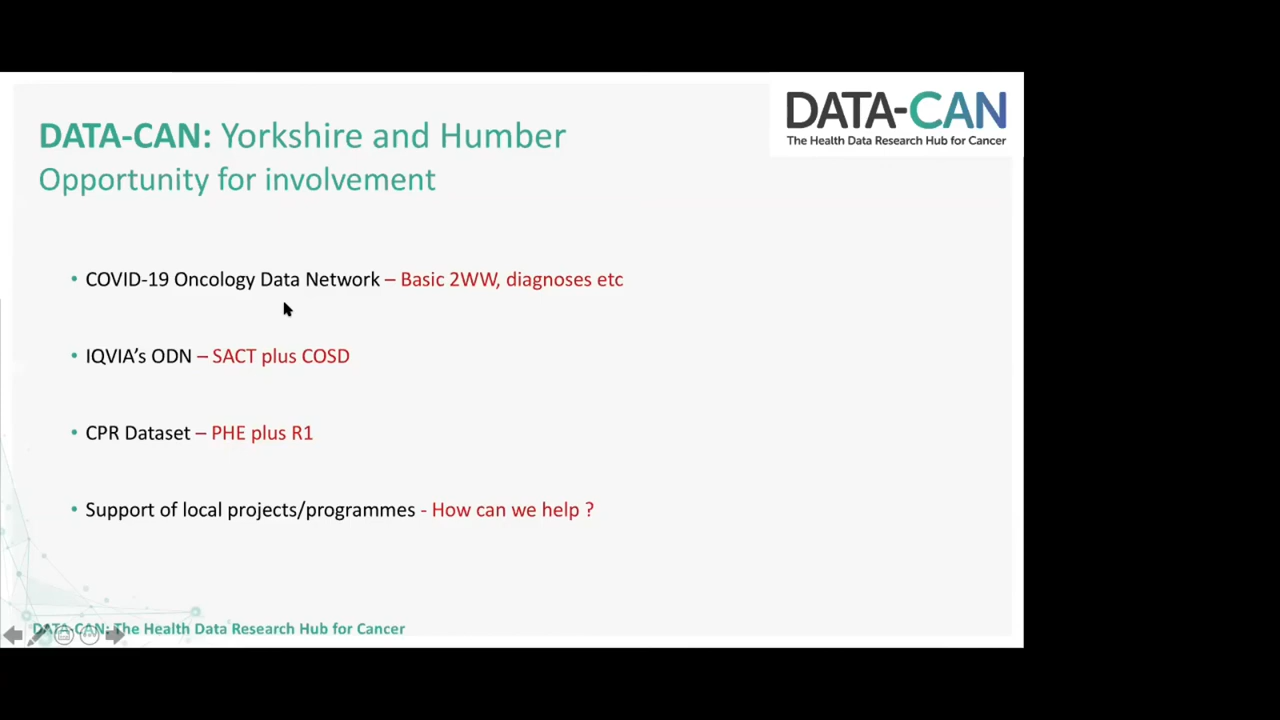 DATA-CAN: Yorkshire and Humber
Opportunity for involvement
DATA-CAN
The Health Data Research Hub for Cancer
• COVID-19 Oncology Data Network – Basic 2WW, diagnoses etc
• IQVIA’s ODN – SACT plus COSD
• CPR Dataset – PHE plus R1
• Support of local projects/programmes - How can we help ?
DATA-CAN: The Health Data Research Hub for Cancer